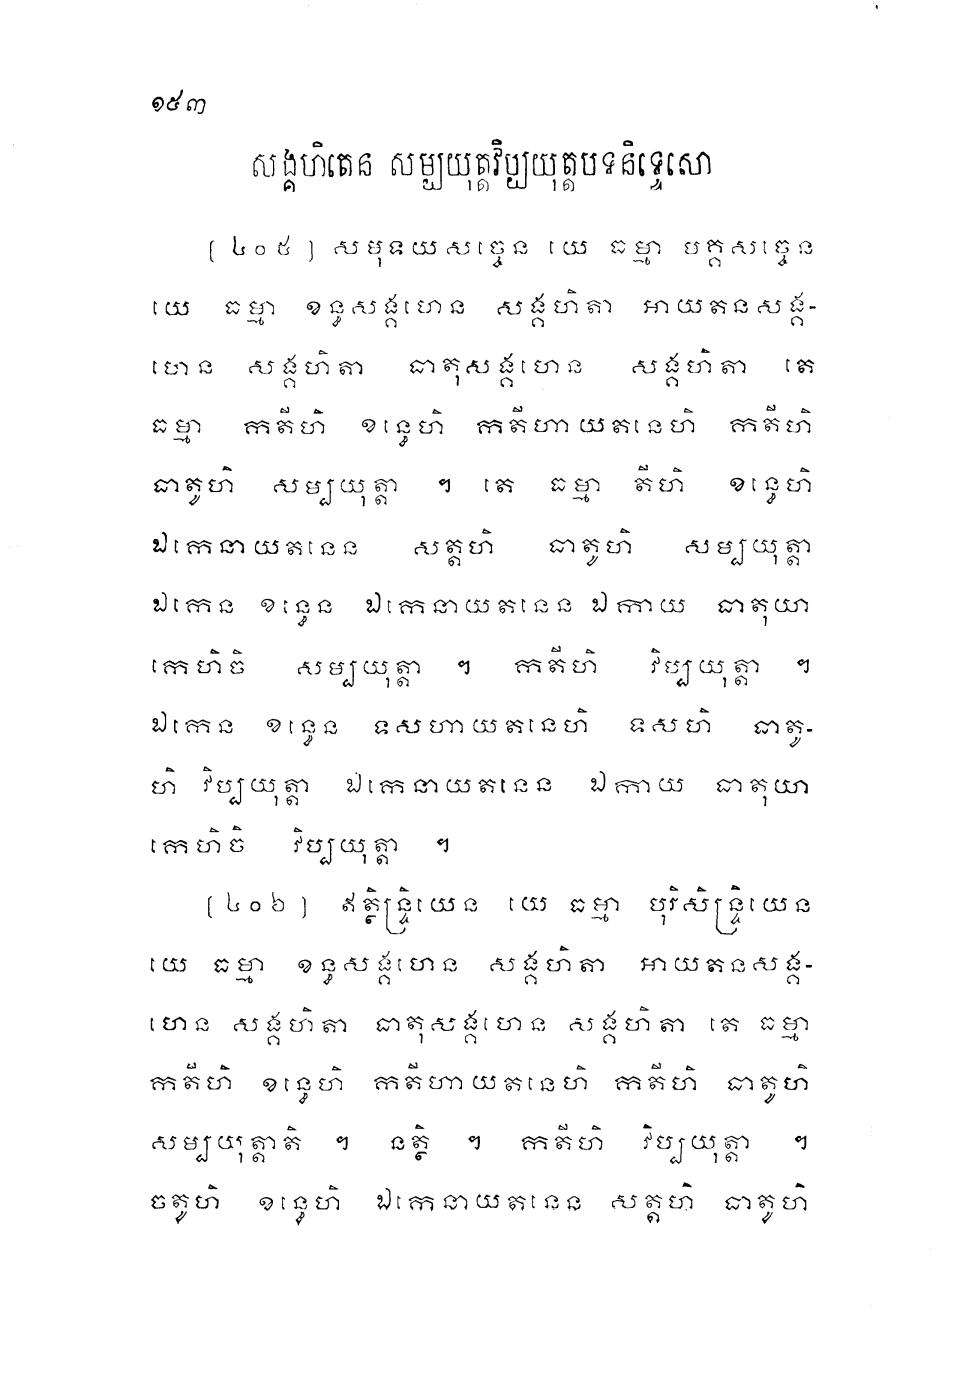 ១៥៣
សង្គហិតេន សម្បយុត្តវិប្បយុត្តបទនិទ្ទេសោ
[ ៤០៥ ] សមុទយសច្ចេន យេ ធម្មា មគ្គសច្ចេន
យេ ធម្មា ខន្ធសង្គហេន សង្គហិតា អាយតនសង្គ-
ហេន សង្គហិតា ធាតុសង្គហេន សង្គហិតា តេ
ធម្មា កតីហិ ខន្ធេហិ កតីហាយតនេហិ កតីហិ
ធាតូហិ សម្បយុត្តា ។ តេ ធម្មា តីហិ ខន្ធេហិ
ឯកេនាយតនេន សត្តហិ ធាតូហិ សម្បយុត្តា
ឯកេន ខន្ធេន ឯកេនាយតនេន ឯកាយ ធាតុយា
កេហិចិ សម្បយុត្តា ។ កតីហិ វិប្បយុត្តា ។
ឯកេន ខន្ធេន ទសហាយតនេហិ ទសហិ ធាតូ-
ហិ វិប្បយុត្តា ឯកេនាយតនេន ឯកាយ ធាតុយា
កេហិចិ វិប្បយុត្តា ។
[ ៤០៦ ] ឥត្ថិន្ទ្រិយេន យេ ធម្មា បុរិសិន្ទ្រិយេន
យេ ធម្មា ខន្ធសង្គហេន សង្គហិតា អាយតនសង្គ-
ហេន សង្គហិតា ធាតុសង្គហេន សង្គហិតា តេ ធម្មា
កតីហិ ខន្ធេហិ កតីហាយតនេហិ កតីហិ ធាតូហិ
សម្បយុត្តាតិ ។ នត្ថិ ។ កតីហិ វិប្បយុត្តា ។
ចតូហិ ខន្ធេហិ ឯកេនាយតនេន សត្តហិ ធាតូហិ